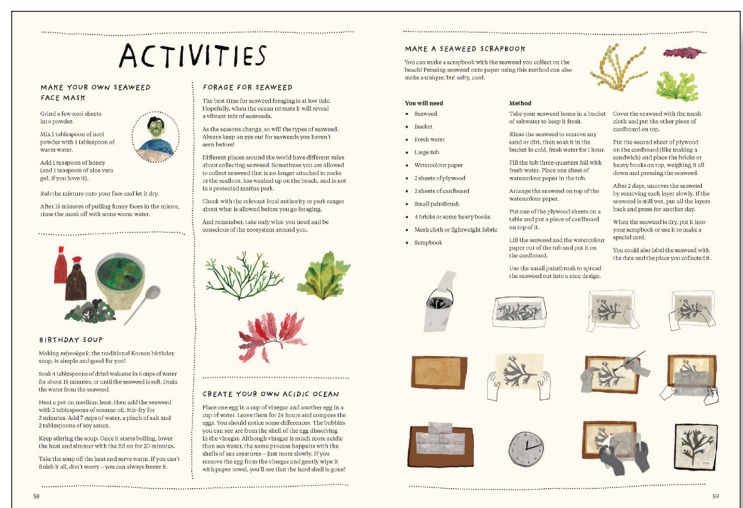 ACTIVITIES
MAKE YOUR OWN SEAWEED
FACE MASK
Grind a few nori sheets
into powder.
Mix 1 tablespoon of nori
powder with 1 tablespoon of
warm water.
Add 1 teaspoon of honey
(and 1 teaspoon of aloe vera
gel, if you have it).
Rub the mixture onto your face and let it dry.
After 15 minutes of pulling funny faces in the mirror,
rinse the mask off with some warm water.
BIRTHDAY SOUP
Making miyeokguk, the traditional Korean birthday
soup, is simple and good for you!
Soak 4 tablespoons of dried wakame in 6 cups of water
for about 15 minutes, or until the seaweed is soft. Drain
the water from the seaweed.
Heat a pot on medium heat, then add the seaweed
with 2 tablespoons of sesame oil. Stir-fry for
3 minutes. Add 7 cups of water, a pinch of salt and
2 tablespoons of soy sauce.
Keep stirring the soup. Once it starts boiling, lower
the heat and simmer with the lid on for 20 minutes.
Take the soup off the heat and serve warm. If you can't
finish it all, don't worry – you can always freeze it.
58
FORAGE FOR SEAWEED
The best time for seaweed foraging is at low tide.
Hopefully, when the ocean retreats it will reveal
a vibrant mix of seaweeds.
As the seasons change, so will the types of seaweed.
Always keep an eye out for seaweeds you haven't
seen before!
Different places around the world have different rules
about collecting seaweed. Sometimes you are allowed
to collect seaweed that is no longer attached to rocks
or the seafloor, has washed up on the beach, and is not
in a protected marine park.
Check with the relevant local authority or park ranger
about what is allowed before you go foraging.
And remember, take only what you need and be
conscious of the ecosystem around you.
CREATE YOUR OWN ACIDIC OCEAN
Place one egg in a cup of vinegar and another egg in a
cup of water. Leave them for 24 hours and compare the
eggs. You should notice some differences. The bubbles
you can see are from the shell of the egg dissolving
in the vinegar. Although vinegar is much more acidic
than sea water, the same process happens with the
shells of sea creatures – just more slowly. If you
remove the egg from the vinegar and gently wipe it
with paper towel, you'll see that the hard shell is gone!
MAKE A SEAWEED SCRAPBOOK
You can make a scrapbook with the seaweed you collect on the
beach! Pressing seaweed onto paper using this method can also
make a unique, but salty, card.
You will need
• Seaweed
• Bucket
• Fresh water
• Large tub
• Watercolour paper
• 2 sheets of plywood
• 2 sheets of cardboard
• Small paintbrush
• 4 bricks or some heavy books
• Mesh cloth or lightweight fabric
• Scrapbook
Method
Take your seaweed home in a bucket
of saltwater to keep it fresh.
Rinse the seaweed to remove any
sand or dirt, then soak it in the
bucket in cold, fresh water for 1 hour.
Fill the tub three-quarters full with
fresh water. Place one sheet of
watercolour paper in the tub.
Arrange the seaweed on top of the
watercolour paper.
Put one of the plywood sheets on a
table and put a piece of cardboard
on top of it.
Lift the seaweed and the watercolour
paper out of the tub and put it on
the cardboard.
Use the small paintbrush to spread
the seaweed out into a nice design.
Cover the seaweed with the mesh
cloth and put the other piece of
cardboard on top.
Put the second sheet of plywood
on the cardboard (like making a
sandwich) and place the bricks or
heavy books on top, weighing it all
down and pressing the seaweed.
After 2 days, uncover the seaweed
by removing each layer slowly. If the
seaweed is still wet, put all the layers
back and press for another day.
When the seaweed is dry, put it into
your scrapbook or use it to make a
special card.
You could also label the seaweed with
the date and the place you collected it.
59